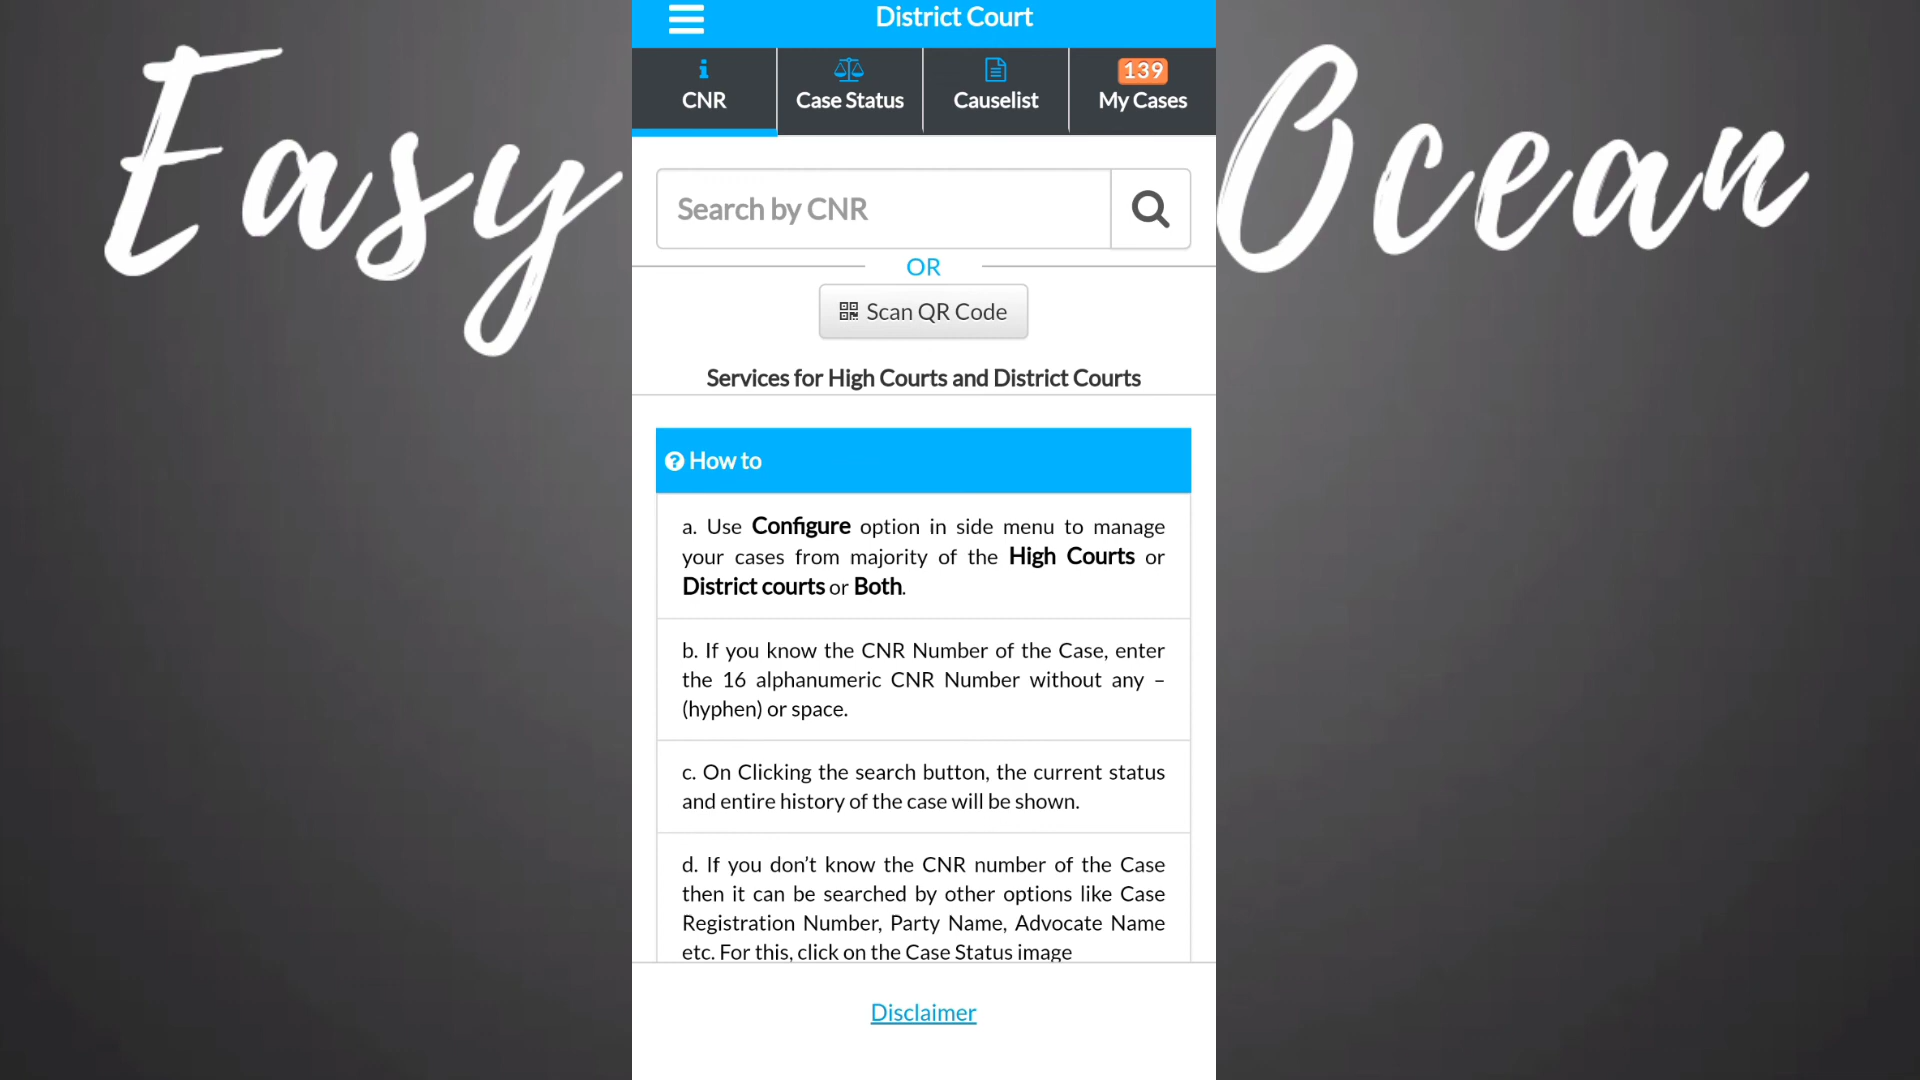 Easy Ocean
District Court
CNR
Case Status
Causelist
139
My Cases
Search by CNR
OR
Scan QR Code
Services for High Courts and District Courts
How to
a. Use Configure option in side menu to manage
your cases from majority of the High Courts or
District courts or Both.
b. If you know the CNR Number of the Case, enter
the 16 alphanumeric CNR Number without any –
(hyphen) or space.
c. On Clicking the search button, the current status
and entire history of the case will be shown.
d. If you don’t know the CNR number of the Case
then it can be searched by other options like Case
Registration Number, Party Name, Advocate Name
etc. For this, click on the Case Status image
Disclaimer